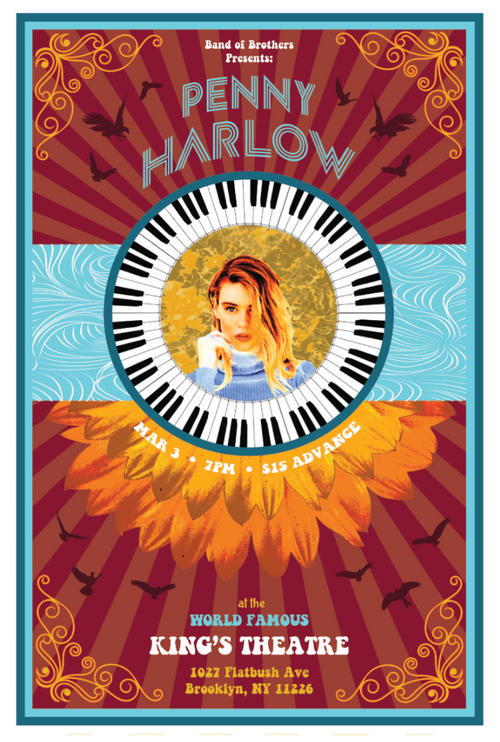 Band of Brothers
Presents:
PENNY
HARLOW
MAR 3 • 7PM • $15 ADVANCE
at the
WORLD FAMOUS
KING'S THEATRE
1027 Flatbush Ave
Brooklyn, NY 11226